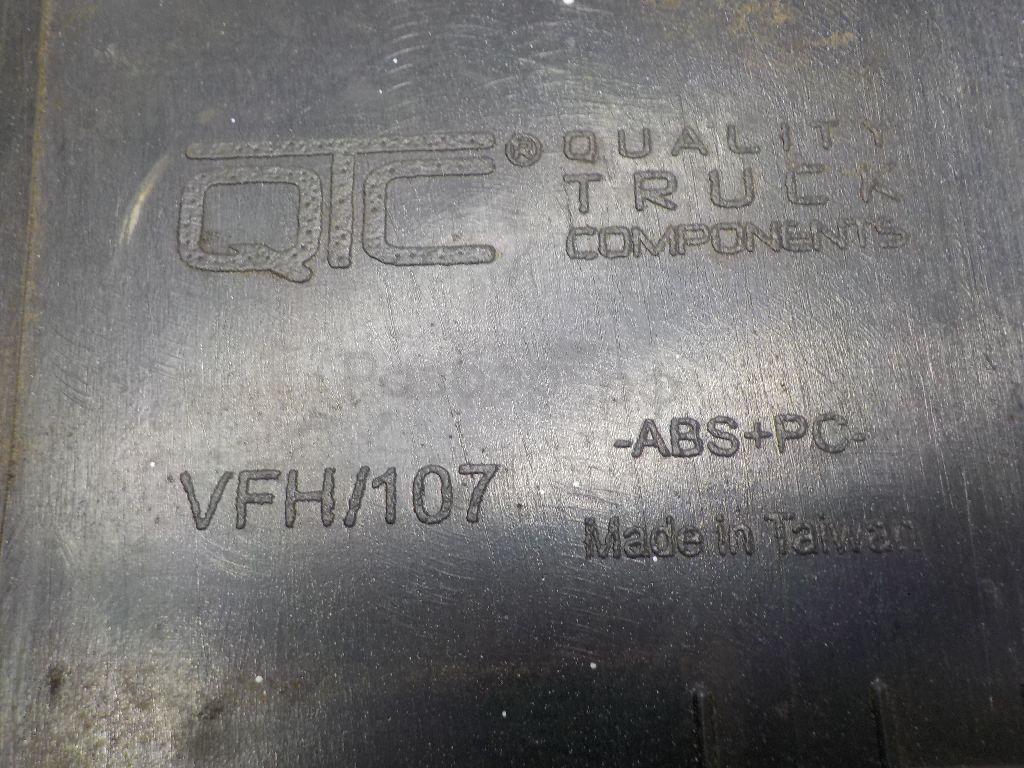 QTC® QUALITY
TRUCK
COMPONENTS
-ABS+PC-
VFH/107
Made in Taiwan